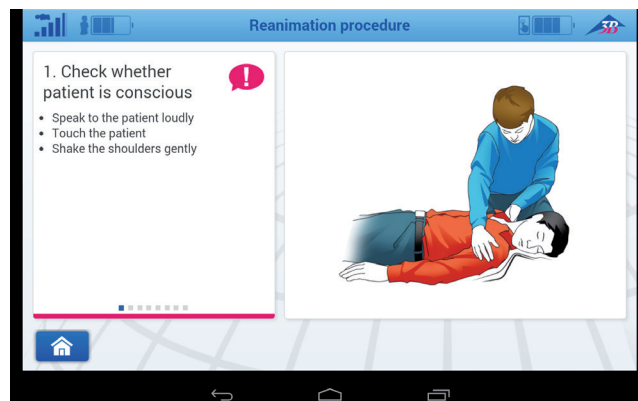 Reanimation procedure
3B
1. Check whether
patient is conscious
!
• Speak to the patient loudly
• Touch the patient
• Shake the shoulders gently